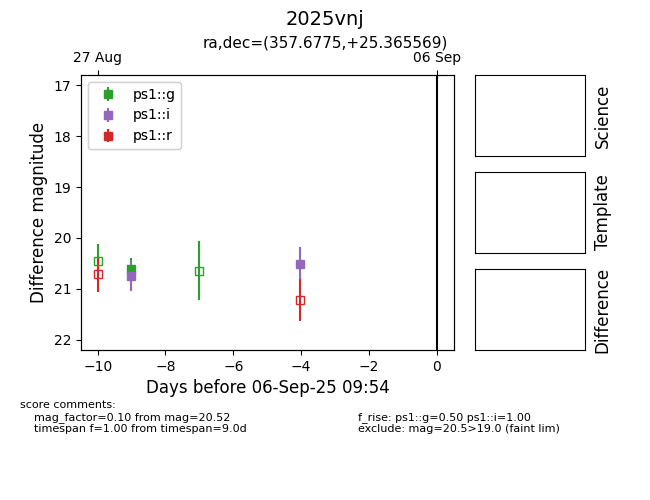 2025vnj
ra,dec=(357.6775,+25.365569)
27 Aug
06 Sep
17
18
19
20
21
22
Difference magnitude
ps1::g
ps1::i
ps1::r
−10
−8
−6
−4
−2
0
Days before 06-Sep-25 09:54
Science
Template
Difference
score comments:
mag_factor=0.10 from mag=20.52
timespan f=1.00 from timespan=9.0d
f_rise: ps1::g=0.50 ps1::i=1.00
exclude: mag=20.5>19.0 (faint lim)